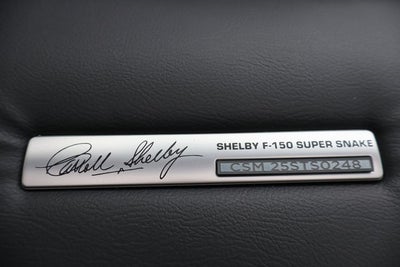 Carroll Shelby
SHELBY F-150 SUPER SNAKE
CSM 25STS0248